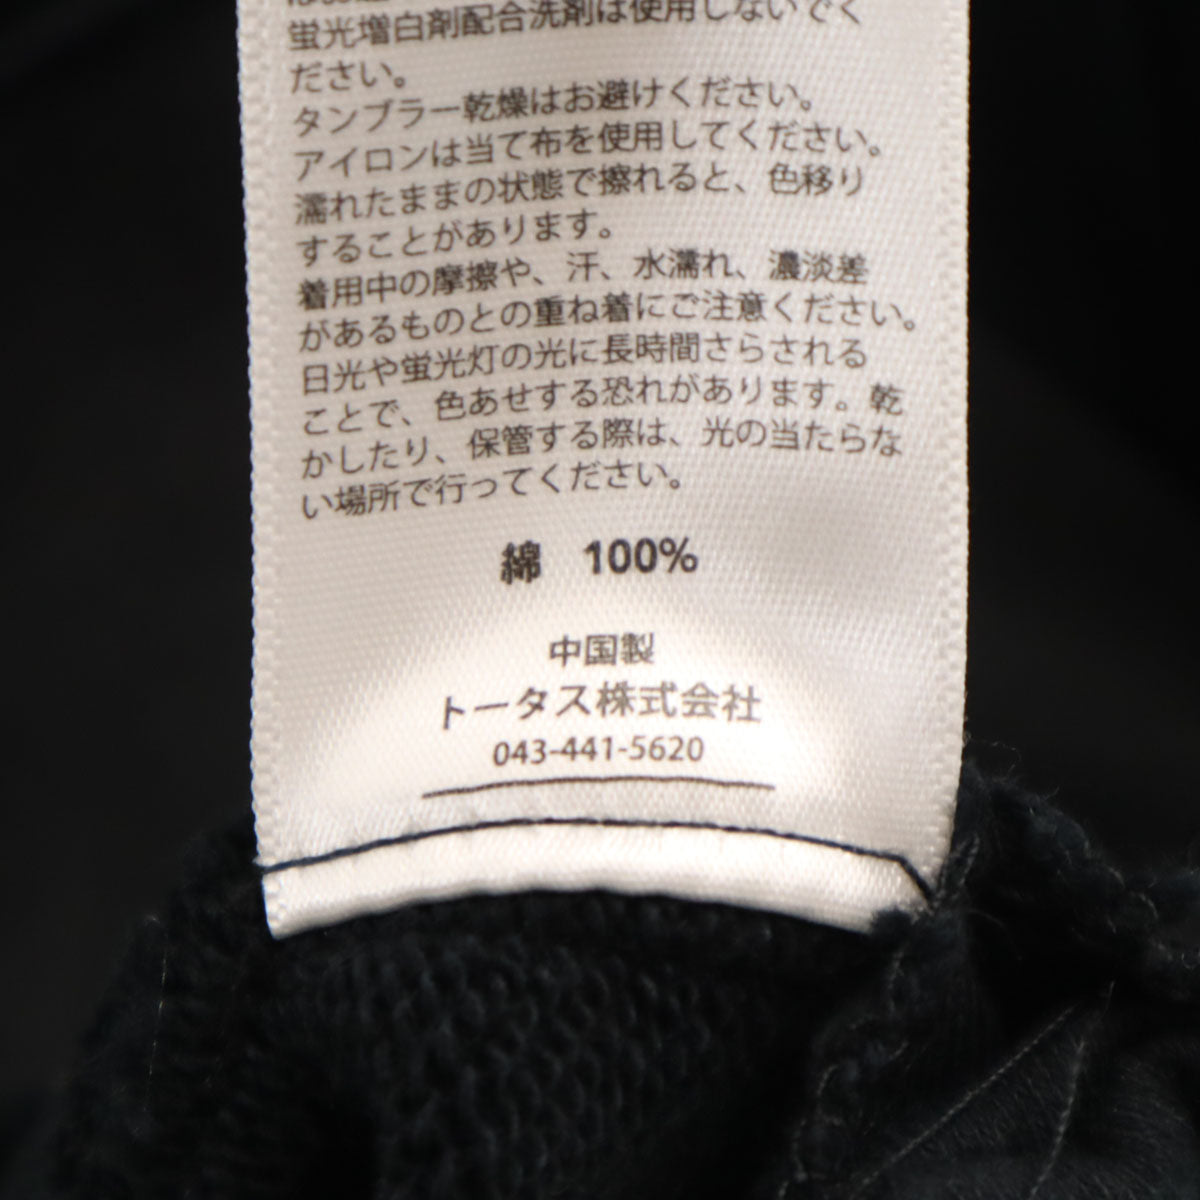 蛍光増白剤配合洗剤は使用しないでく
ださい。
タンブラー乾燥はお避けください。
アイロンは当て布を使用してください。
濡れたままの状態で擦れると、色移り
することがあります。
着用中の摩擦や、汗、水濡れ、濃淡差
があるものとの重ね着にご注意ください。
日光や蛍光灯の光に長時間さらされる
ことで、色あせする恐れがあります。乾
かしたり、保管する際は、光の当たらな
い場所で行ってください。
綿 100%
中国製
トータス株式会社
043-441-5620